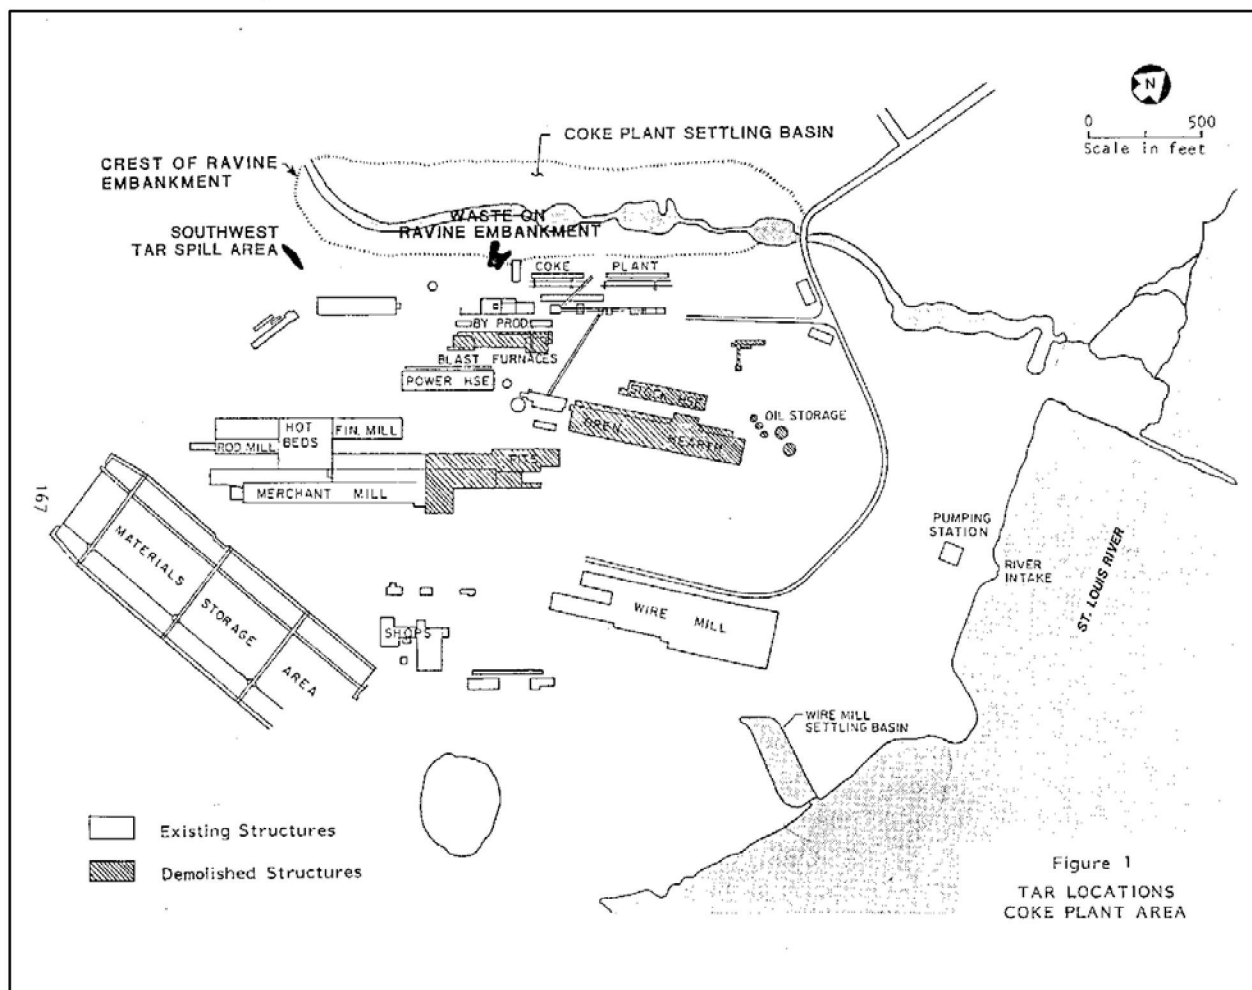 N
0 500
Scale in feet
COKE PLANT SETTLING BASIN
CREST OF RAVINE
EMBANKMENT
WASTE ON
RAVINE EMBANKMENT
SOUTHWEST
TAR SPILL AREA
COKE PLANT
BY PROD.
BLAST FURNACES
POWER HSE
STOCK HSE
OPEN HEARTH
OIL STORAGE
HOT
BEDS
FIN. MILL
ROD MILL
PITS
MERCHANT MILL
167
MATERIALS
STORAGE
AREA
PUMPING
STATION
RIVER
INTAKE
ST. LOUIS RIVER
WIRE MILL
SHOPS
WIRE MILL
SETTLING BASIN
Existing Structures
Demolished Structures
Figure 1
TAR LOCATIONS
COKE PLANT AREA